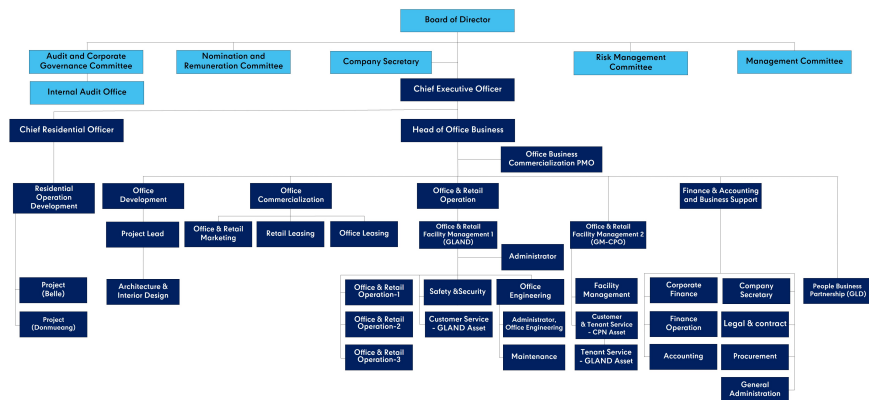 Board of Director
Audit and Corporate
Governance Committee
Nomination and
Remuneration Committee
Company Secretary
Risk Management
Committee
Management Committee
Internal Audit Office
Chief Executive Officer
Chief Residential Officer
Head of Office Business
Office Business
Commercialization PMO
Residential
Operation
Development
Office
Development
Office
Commercialization
Office & Retail
Operation
Finance & Accounting
and Business Support
Project Lead
Office & Retail
Marketing
Retail Leasing
Office Leasing
Office & Retail
Facility Management 1
(GLAND)
Office & Retail
Facility Management 2
(GM-CPO)
Administrator
Project
(Belle)
Architecture &
Interior Design
Office & Retail
Operation-1
Safety &Security
Office
Engineering
Facility
Management
Corporate
Finance
Company
Secretary
People Business
Partnership (GLD)
Project
(Donmueang)
Office & Retail
Operation-2
Customer Service
- GLAND Asset
Administrator,
Office Engineering
Customer
& Tenant Service
- CPN Asset
Finance
Operation
Legal & contract
Office & Retail
Operation-3
Maintenance
Tenant Service
- GLAND Asset
Accounting
Procurement
General
Administration